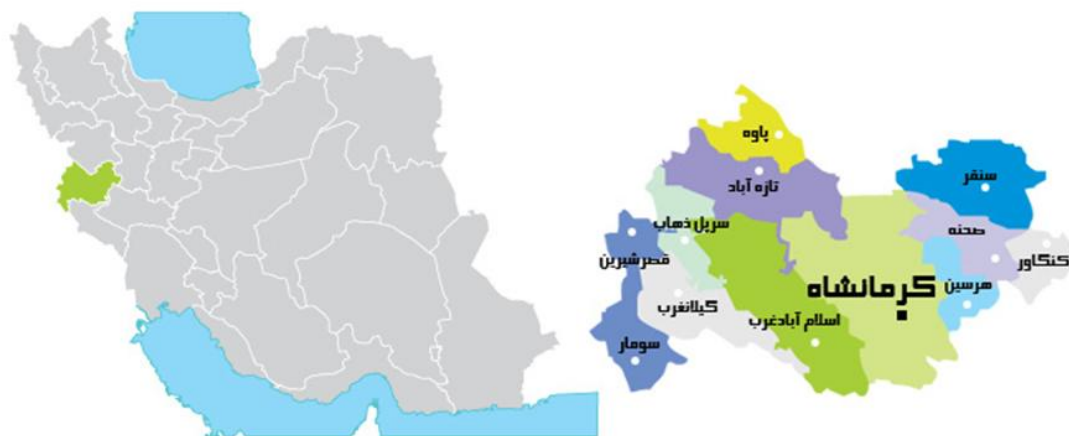 پاوه
تازه آباد
سنقر
صحنه
سرپل ذهاب
کنگاور
قصرشیرین
هرسین
گیلانغرب
کرمانشاه
اسلام آبادغرب
سومار